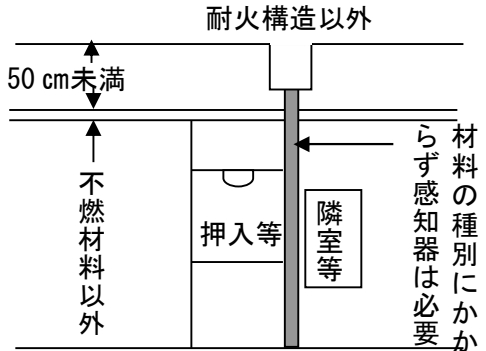 耐火構造以外
50㎝未満
不燃材料以外
押入等
隣室等
材料の種別にかか
らず感知器は必要